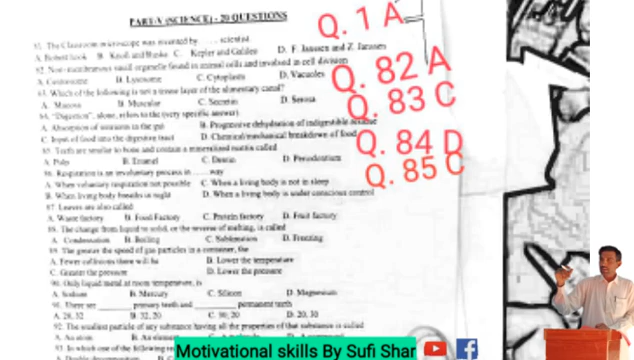 PART-V (SCIENCE) - 20 QUESTIONS
81. The Classroom microscope was invented by ..... scientist
A. Robert hook B. Knoll and Ruska C. Kepler and Galileo D. F. Janssen and Z. Janssen
82. Non-membranous small organelle found in animal cells and involved in cell division
A. Centrosome B. Lysosome C. Cytoplasts D. Vacuoles
83. Which of the following is not a tissue layer of the alimentary canal?
A. Mucosa B. Muscular C. Secretin D. Serosa
84. "Digestion", alone, refers to the (very specific answer)
A. Absorption of nutrients in the gut B. Progressive dehydration of indigestible residue
C. Input of food into the digestive tract D. Chemical/mechanical breakdown of food
85. Teeth are similar to bone and contain a mineralized matrix called
A. Pulp B. Enamel C. Dentin D. Periodontium
86. Respiration is an involuntary process in ..... way
A. When voluntary respiration not possible C. When a living body is not in sleep
B. When living body breaths in night D. When a living body is under conscious control
87. Leaves are also called
A. Waste factory B. Food Factory C. Protein factory D. Fruit factory
88. The change from liquid to solid, or the reverse of melting, is called
A. Condensation B. Boiling C. Sublimation D. Freezing
89. The greater the speed of gas particles in a container, the
A. Fewer collisions there will be B. Lower the temperature
C. Greater the pressure D. Lower the pressure
90. Only liquid metal at room temperature, is
A. Sodium B. Mercury C. Silicon D. Magnesium
91. There are ________ primary teeth and ________ permanent teeth
A. 28, 32 B. 32, 20 C. 30, 20 D. 20, 30
92. The smallest particle of any substance having all the properties of that substance is called
A. An atom B. An element
93. In which one of the following
Q. 1 A
Q. 82 A
Q. 83 C
Q. 84 D
Q. 85 C
Motivational skills By Sufi Shar